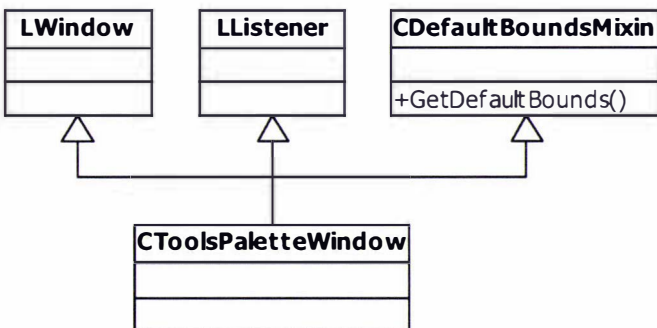 LWindow
LListener
CDefaultBoundsMixin
+GetDefaultBounds()
CToolsPaletteWindow